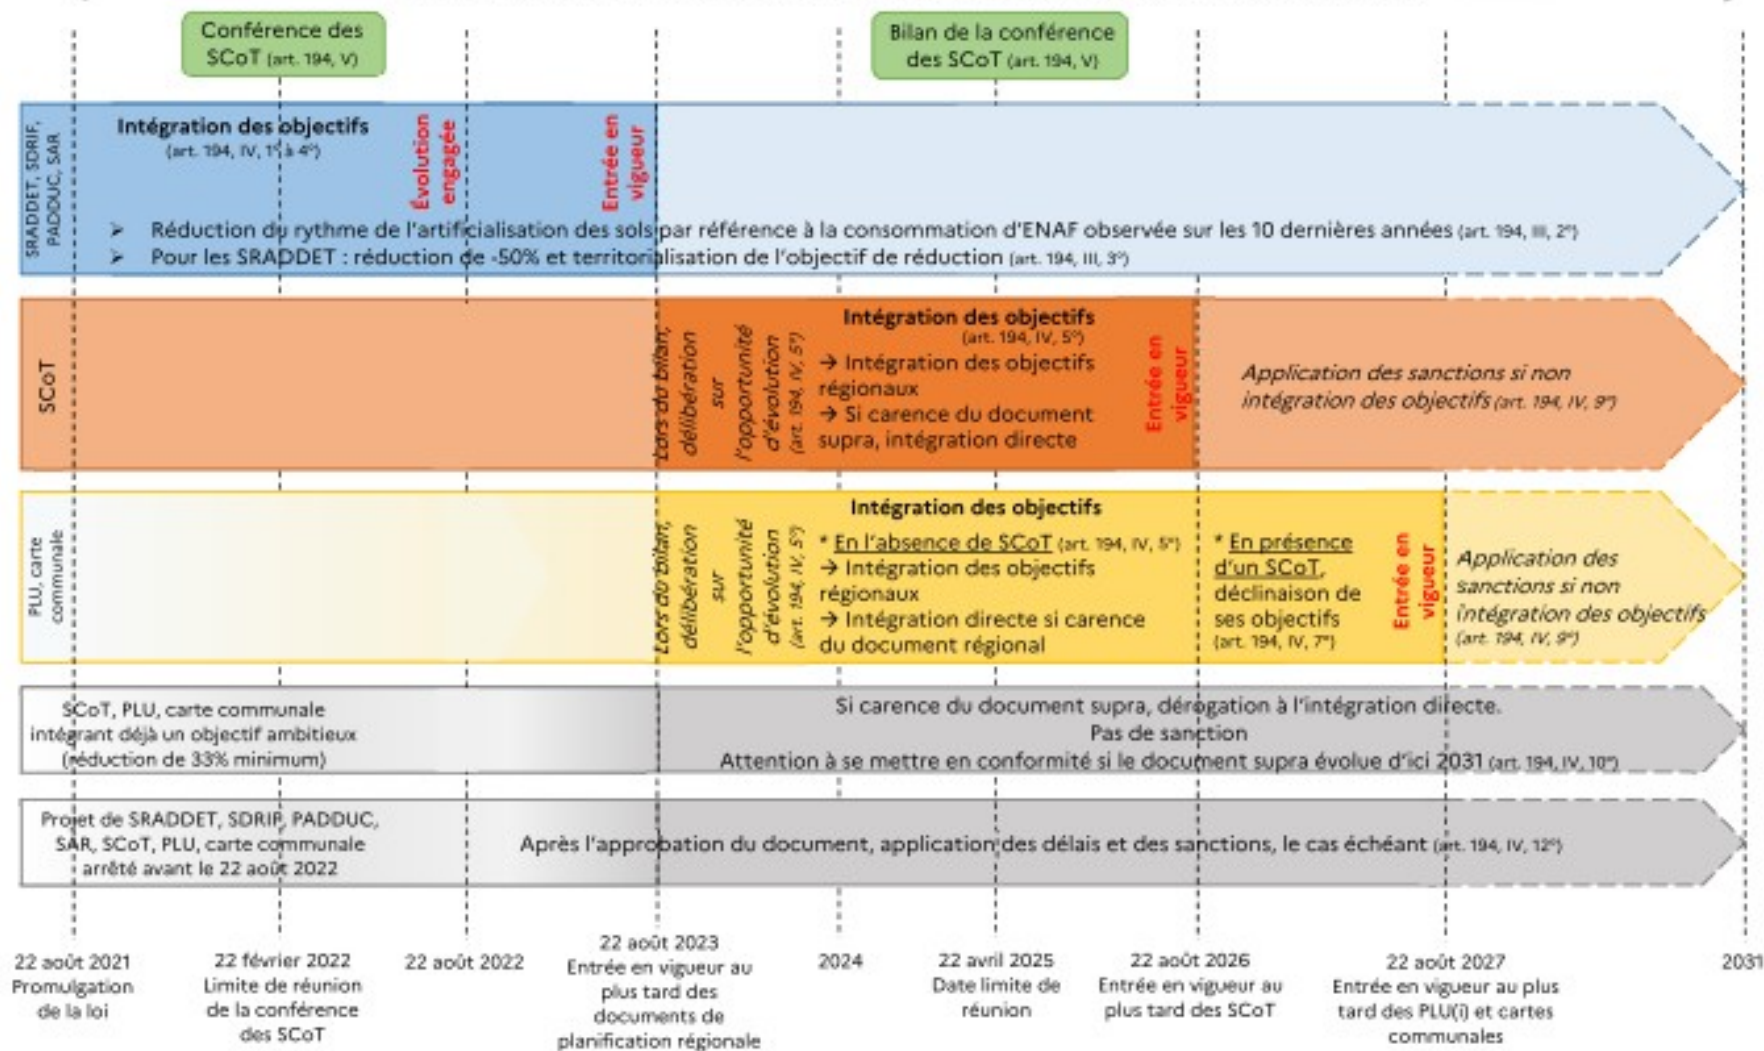 Conférence des
SCoT (art. 194, V)
Bilan de la conférence
des SCoT (art. 194, V)
SRADDET, SDRIF,
PADDUC, SAR
Intégration des objectifs
(art. 194, IV, 1° à 4°)
Évolution
engagée
Entrée en
vigueur
➤ Réduction du rythme de l'artificialisation des sols par référence à la consommation d'ENAF observée sur les 10 dernières années (art. 194, III, 2°)
➤ Pour les SRADDET : réduction de -50% et territorialisation de l'objectif de réduction (art. 194, III, 3°)
SCoT
Lors du bilan,
délibération
sur
l'opportunité
d'évolution
(art. 194, IV, 5°)
Intégration des objectifs
(art. 194, IV, 5°)
→ Intégration des objectifs
régionaux
→ Si carence du document
supra, intégration directe
Entrée en
vigueur
Application des sanctions si non
intégration des objectifs (art. 194, IV, 9°)
PLU, carte
communale
Lors du bilan,
délibération
sur
l'opportunité
d'évolution
(art. 194, IV, 5°)
Intégration des objectifs
* En l'absence de SCoT (art. 194, IV, 5°)
→ Intégration des objectifs
régionaux
→ Intégration directe si carence
du document régional
* En présence
d'un SCoT,
déclinaison de
ses objectifs
(art. 194, IV, 7°)
Entrée en
vigueur
Application des
sanctions si non
intégration des objectifs
(art. 194, IV, 9°)
SCoT, PLU, carte communale
intégrant déjà un objectif ambitieux
(réduction de 33% minimum)
Si carence du document supra, dérogation à l'intégration directe.
Pas de sanction
Attention à se mettre en conformité si le document supra évolue d'ici 2031 (art. 194, IV, 10°)
Projet de SRADDET, SDRIF, PADDUC,
SAR, SCoT, PLU, carte communale
arrêté avant le 22 août 2022
Après l'approbation du document, application des délais et des sanctions, le cas échéant (art. 194, IV, 12°)
22 août 2021
Promulgation
de la loi
22 février 2022
Limite de réunion
de la conférence
des SCoT
22 août 2022
22 août 2023
Entrée en vigueur au
plus tard des
documents de
planification régionale
2024
22 avril 2025
Date limite de
réunion
22 août 2026
Entrée en vigueur au
plus tard des SCoT
22 août 2027
Entrée en vigueur au plus
tard des PLU(i) et cartes
communales
2031